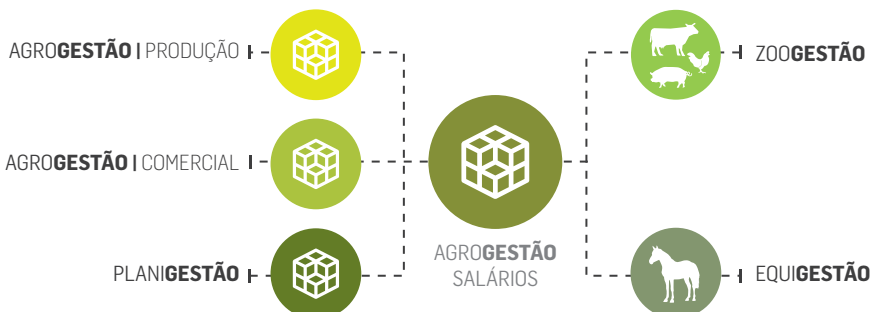 AGROGESTÃO | PRODUÇÃO
AGROGESTÃO | COMERCIAL
PLANIGESTÃO
AGROGESTÃO
SALÁRIOS
ZOOGESTÃO
EQUIGESTÃO